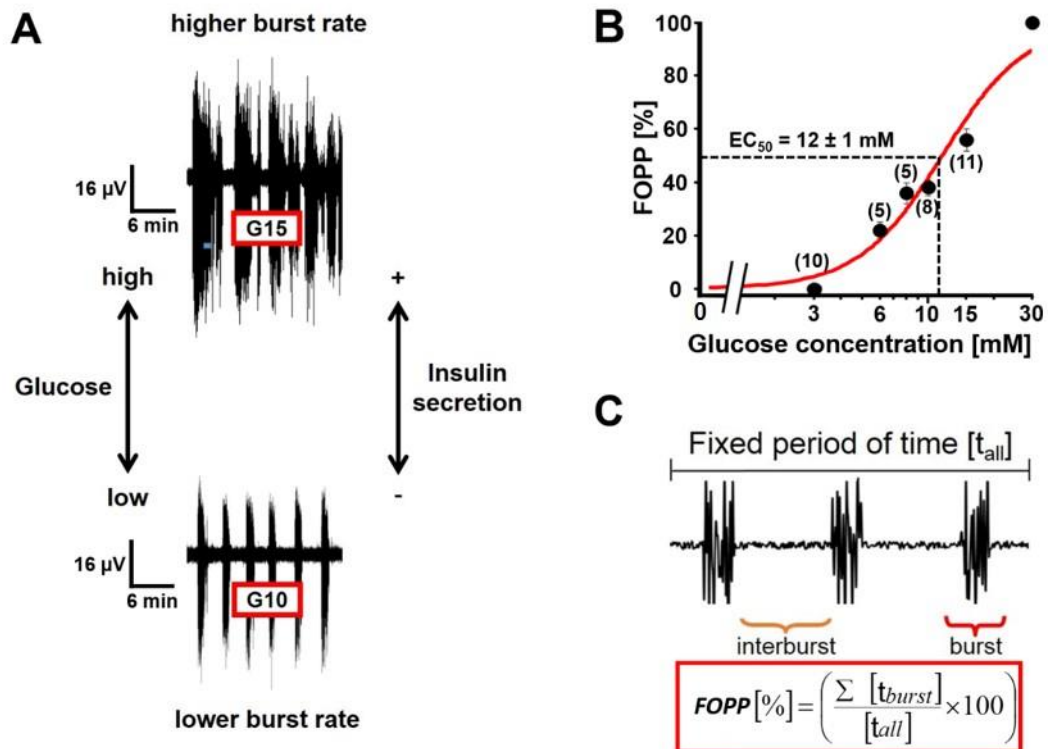 A
higher burst rate
16 µV
6 min
G15
high
+
Glucose
Insulin
secretion
low
-
16 µV
6 min
G10
lower burst rate
B
FOPP [%]
100
80
60
40
20
0
EC50 = 12 ± 1 mM
(10)
(5)
(5)
(8)
(11)
0 3 6 10 15 30
Glucose concentration [mM]
C
Fixed period of time [tall]
interburst burst
FOPP [%] = ( Σ [tburst] / [tall] ×100 )